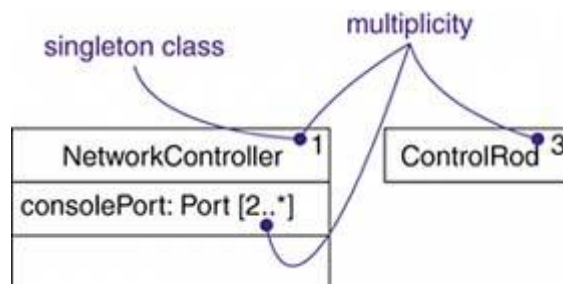 multiplicity
singleton class
1
3
NetworkController
ControlRod
consolePort: Port [2..*]